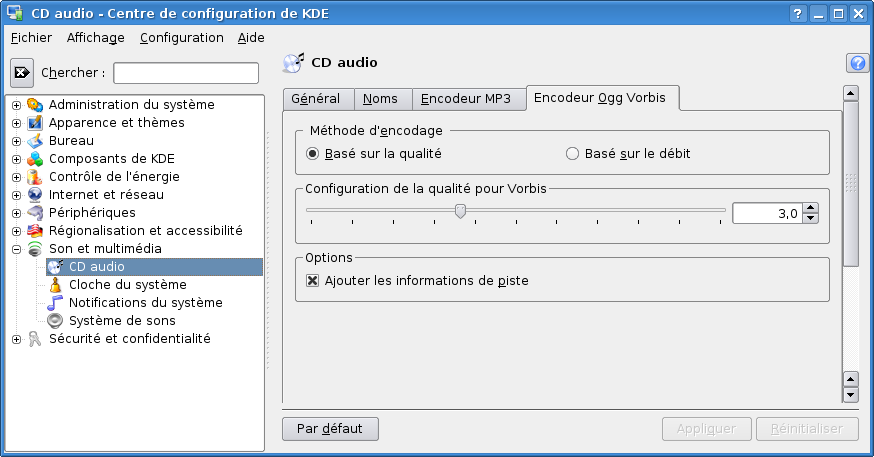 CD audio - Centre de configuration de KDE
Fichier Affichage Configuration Aide
Chercher :
Administration du système
Apparence et thèmes
Bureau
Composants de KDE
Contrôle de l'énergie
Internet et réseau
Périphériques
Régionalisation et accessibilité
Son et multimédia
CD audio
Cloche du système
Notifications du système
Système de sons
Sécurité et confidentialité
CD audio
Général Noms Encodeur MP3 Encodeur Ogg Vorbis
Méthode d'encodage
Basé sur la qualité Basé sur le débit
Configuration de la qualité pour Vorbis
3,0
Options
Ajouter les informations de piste
Par défaut Appliquer Réinitialiser